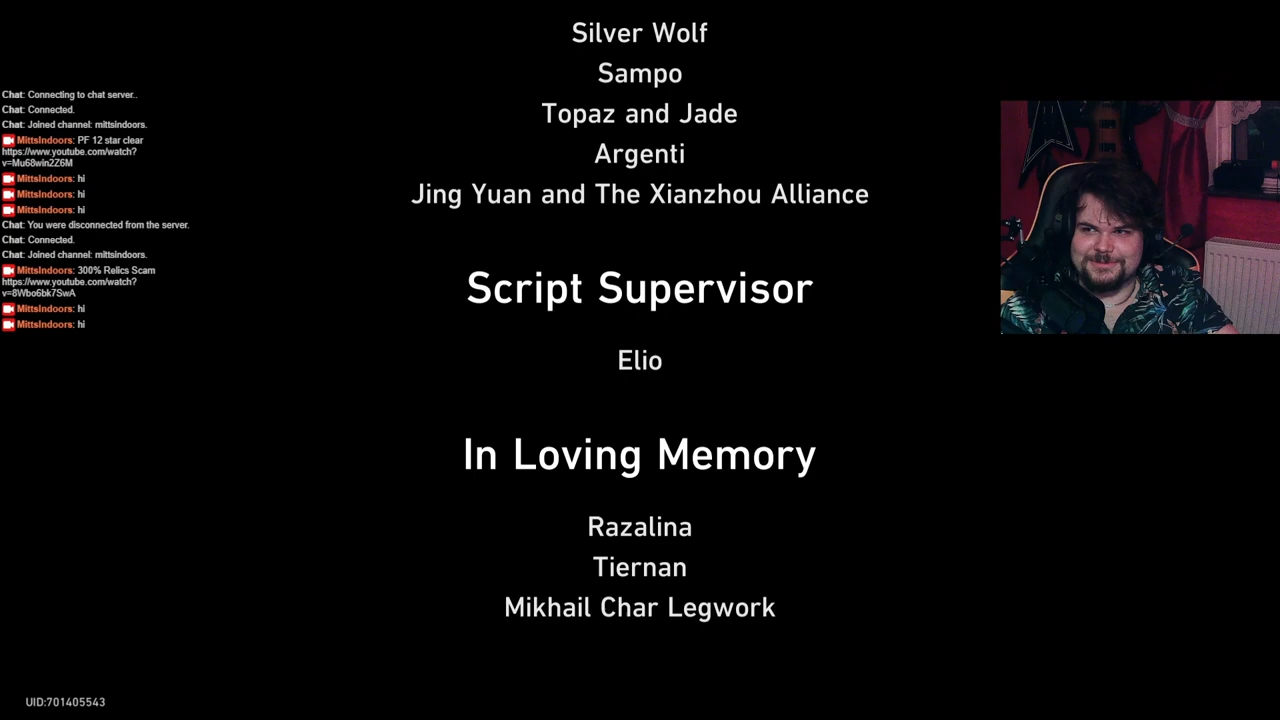 Silver Wolf
Sampo
Topaz and Jade
Argenti
Jing Yuan and The Xianzhou Alliance
Script Supervisor
Elio
In Loving Memory
Razalina
Tiernan
Mikhail Char Legwork
Chat: Connecting to chat server..
Chat: Connected.
Chat: Joined channel: mittsindoors.
MittsIndoors: PF 12 star clear
https://www.youtube.com/watch?
v=Mu68win2Z6M
MittsIndoors: hi
MittsIndoors: hi
MittsIndoors: hi
Chat: You were disconnected from the server.
Chat: Connected.
Chat: Joined channel: mittsindoors.
MittsIndoors: 300% Relics Scam
https://www.youtube.com/watch?
v=8Wbo6bk7SwA
MittsIndoors: hi
MittsIndoors: hi
UID:701405543